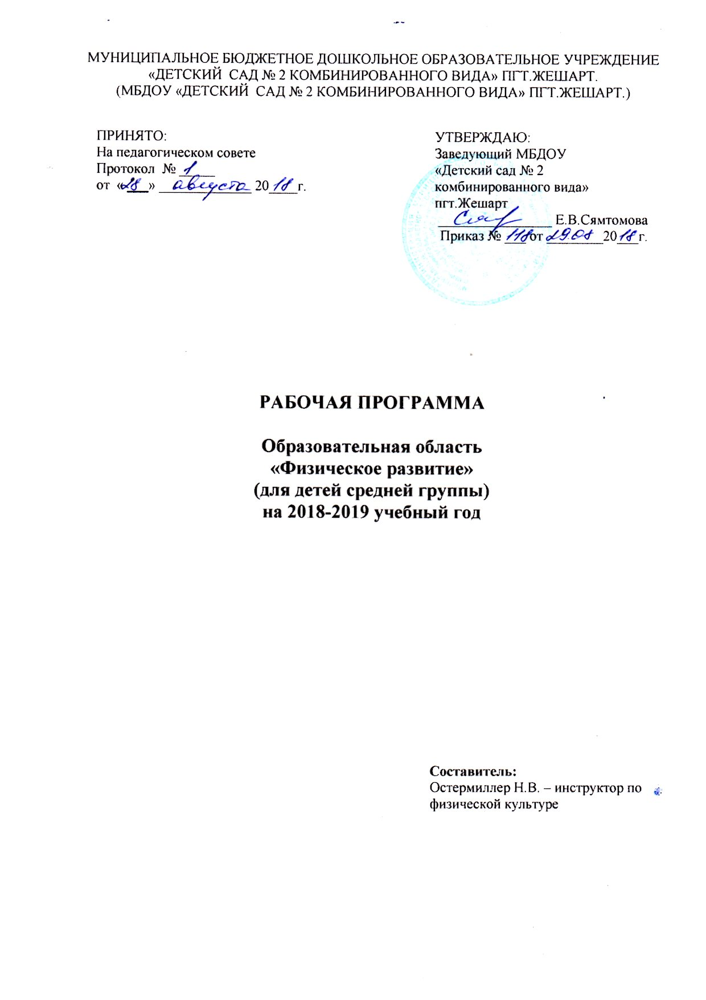 МУНИЦИПАЛЬНОЕ БЮДЖЕТНОЕ ДОШКОЛЬНОЕ ОБРАЗОВАТЕЛЬНОЕ УЧРЕЖДЕНИЕ
«ДЕТСКИЙ САД № 2 КОМБИНИРОВАННОГО ВИДА» ПГТ.ЖЕШАРТ.
(МБДОУ «ДЕТСКИЙ САД № 2 КОМБИНИРОВАННОГО ВИДА» ПГТ.ЖЕШАРТ.)
ПРИНЯТО:
На педагогическом совете
Протокол № 1
от «28» августа 2018 г.
УТВЕРЖДАЮ:
Заведующий МБДОУ
«Детский сад № 2
комбинированного вида»
пгт.Жешарт
Е.В.Сямтомова
Приказ № 118 от 29.08 2018 г.
РАБОЧАЯ ПРОГРАММА
Образовательная область
«Физическое развитие»
(для детей средней группы)
на 2018-2019 учебный год
Составитель:
Остермиллер Н.В. – инструктор по
физической культуре